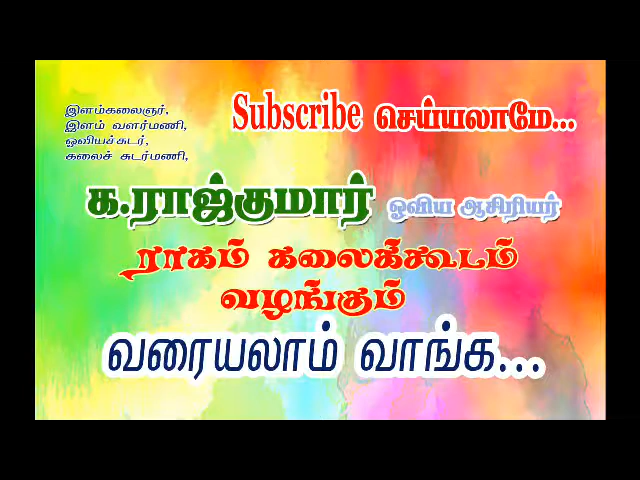 இளம்கலைஞர்,
இளம் வளர்மணி,
ஓவியச்சுடர்,
கலைச் சுடர்மணி,
Subscribe செய்யலாமே...
க.ராஜ்குமார் ஓவிய ஆசிரியர்
ராகம் கலைக்கூடம்
வழங்கும்
வரையலாம் வாங்க...